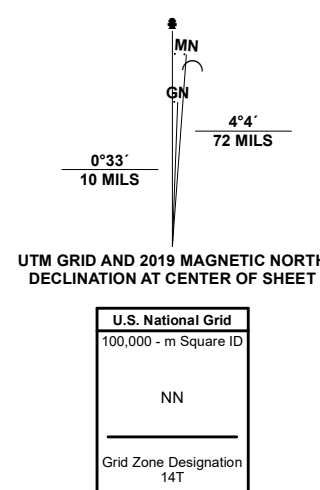 MN
GN
4°4´
72 MILS
0°33´
10 MILS
UTM GRID AND 2019 MAGNETIC NORTH
DECLINATION AT CENTER OF SHEET
U.S. National Grid
100,000 - m Square ID
NN
Grid Zone Designation
14T